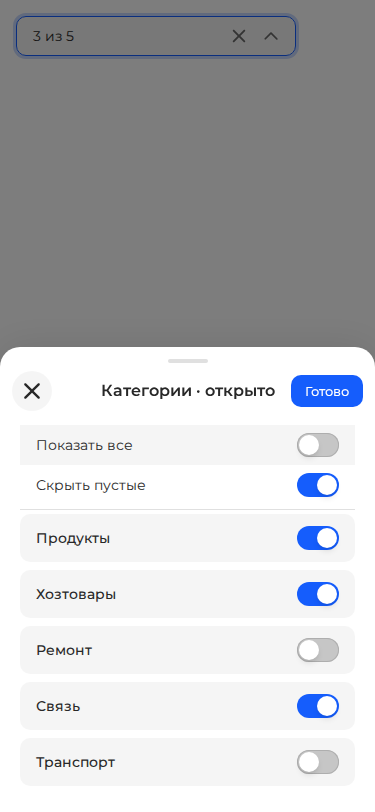 3 из 5
Категории · открыто
Готово
Показать все
Скрыть пустые
Продукты
Хозтовары
Ремонт
Связь
Транспорт